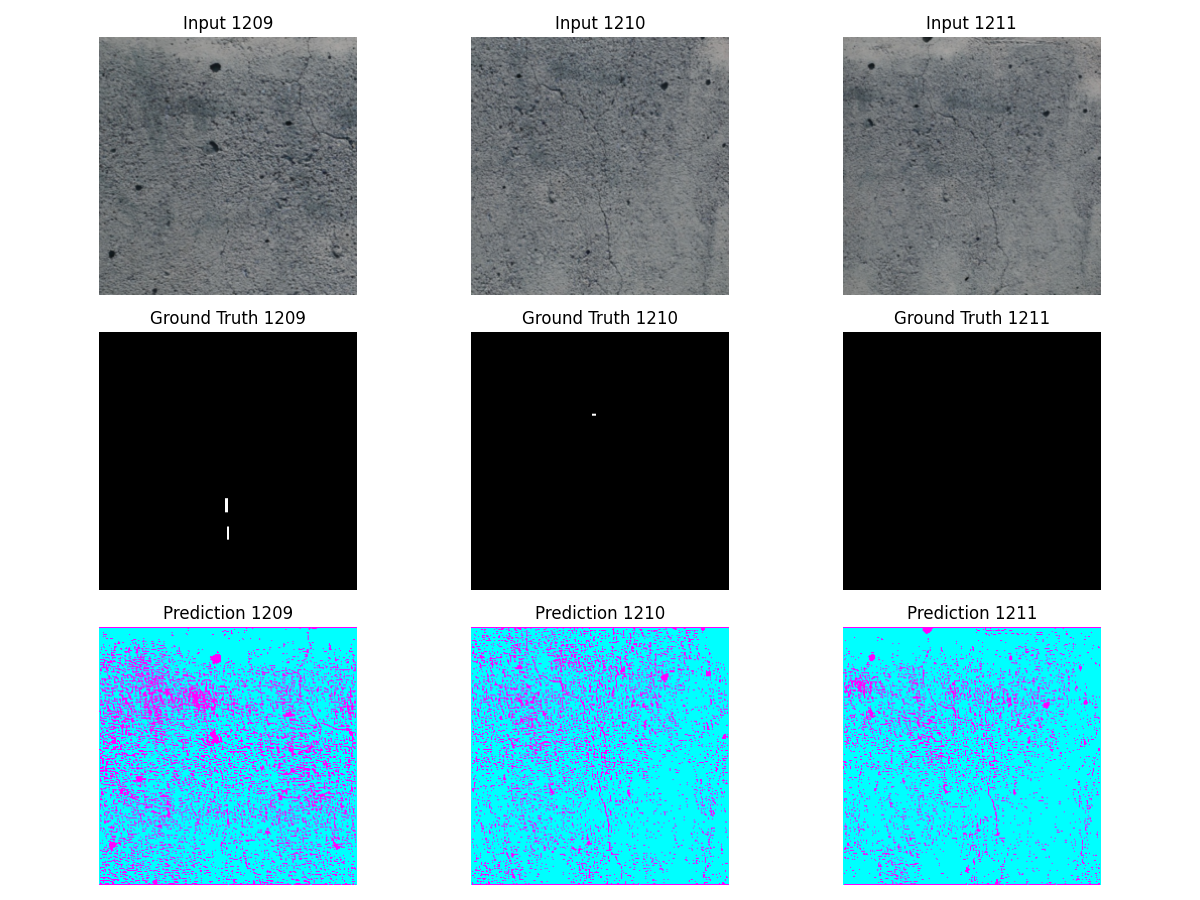 Input 1209
Input 1210
Input 1211
Ground Truth 1209
Ground Truth 1210
Ground Truth 1211
Prediction 1209
Prediction 1210
Prediction 1211